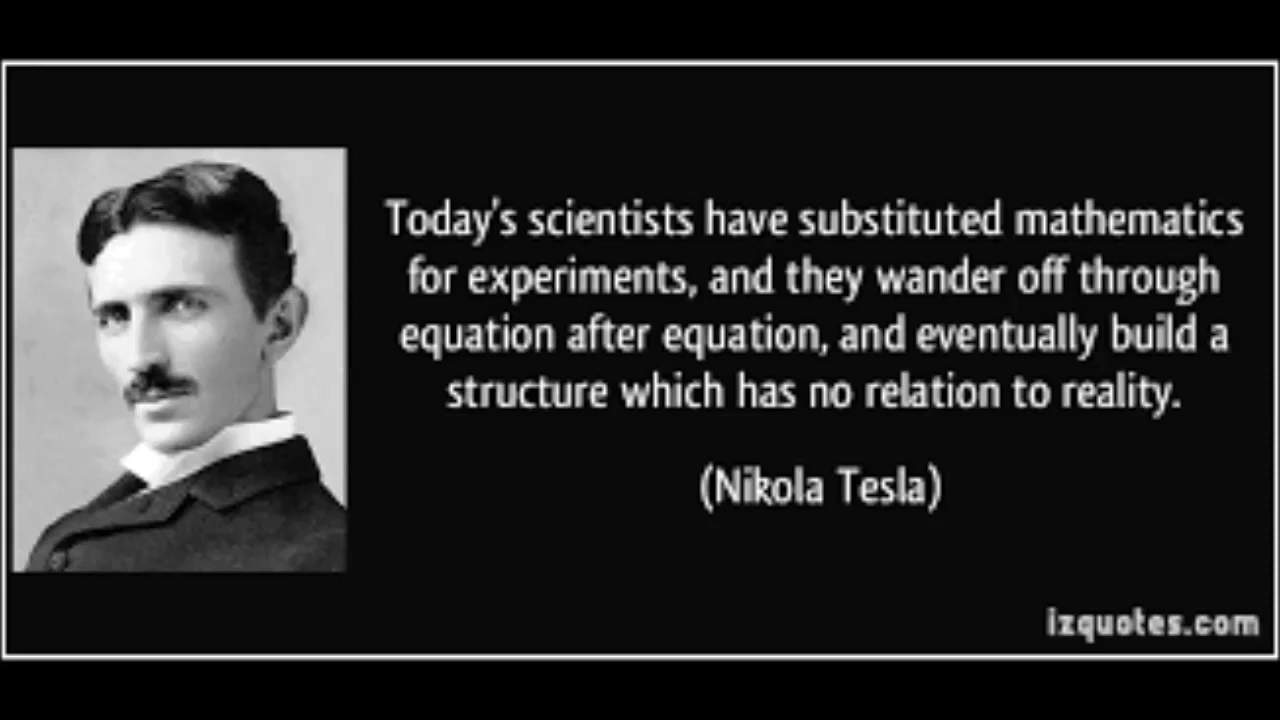 Today's scientists have substituted mathematics
for experiments, and they wander off through
equation after equation, and eventually build a
structure which has no relation to reality.
(Nikola Tesla)
izquotes.com